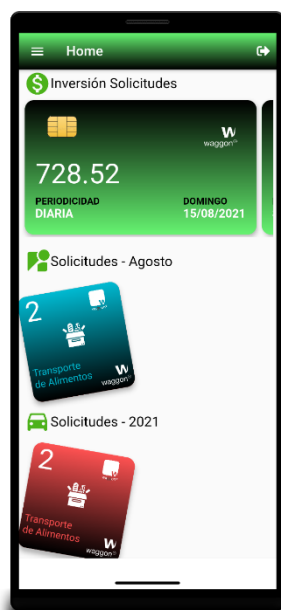 Home
Inversión Solicitudes
waggon
728.52
PERIODICIDAD DOMINGO
DIARIA 15/08/2021
Solicitudes - Agosto
2
Transporte
de Alimentos
waggon
Solicitudes - 2021
2
Transporte
de Alimentos
waggon